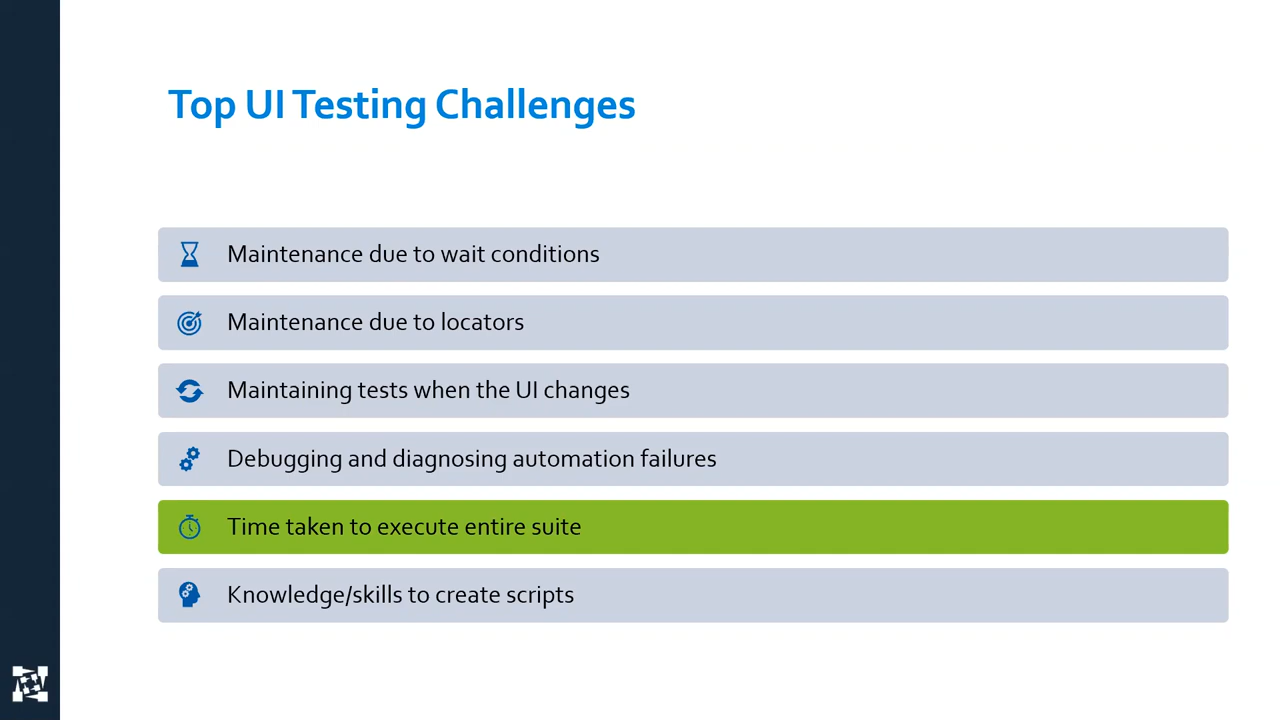 Top UI Testing Challenges
Maintenance due to wait conditions
Maintenance due to locators
Maintaining tests when the UI changes
Debugging and diagnosing automation failures
Time taken to execute entire suite
Knowledge/skills to create scripts